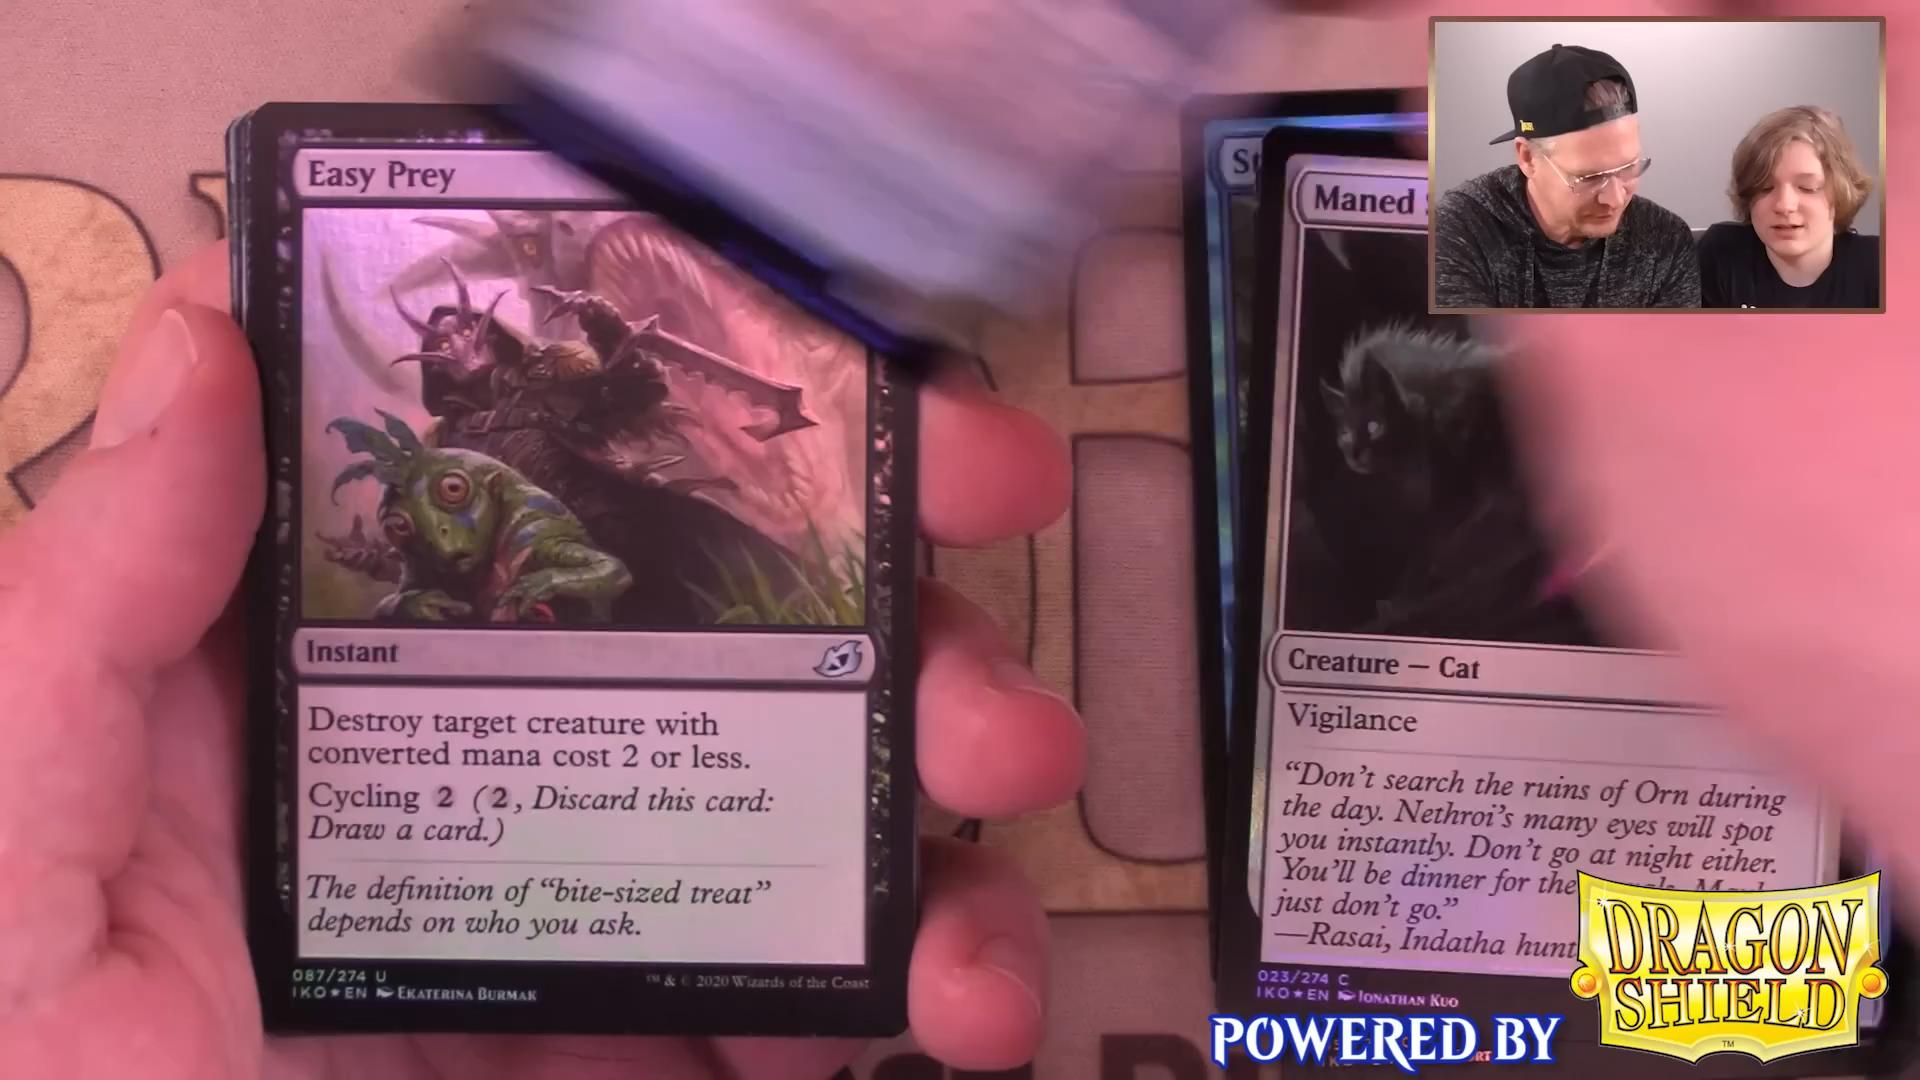 Easy Prey
Instant
Destroy target creature with
converted mana cost 2 or less.
Cycling 2 (2, Discard this card:
Draw a card.)
The definition of “bite-sized treat”
depends on who you ask.
087/274 U
IKO★EN EKATERINA BURMAK
™ & © 2020 Wizards of the Coast
St
Maned
Creature — Cat
Vigilance
“Don’t search the ruins of Orn during
the day. Nethroi’s many eyes will spot
you instantly. Don’t go at night either.
You’ll be dinner for the
just don’t go.”
—Rasai, Indatha hunt
023/274 C
IKO★EN JONATHAN KUO
POWERED BY
DRAGON
SHIELD
™